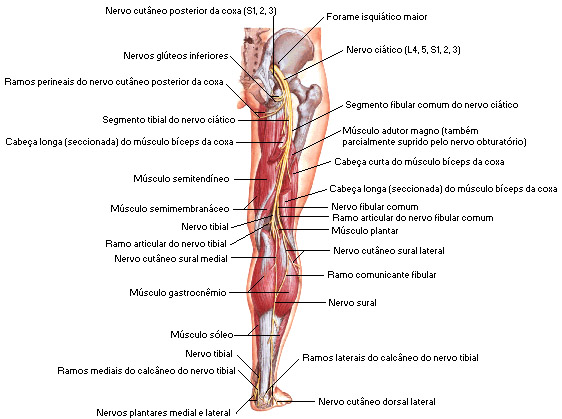 Nervo cutâneo posterior da coxa (S1, 2, 3)
Forame isquiático maior
Nervos glúteos inferiores
Nervo ciático (L4, 5, S1, 2, 3)
Ramos perineais do nervo cutâneo posterior da coxa
Segmento fibular comum do nervo ciático
Segmento tibial do nervo ciático
Músculo adutor magno (também
parcialmente suprido pelo nervo obturatório)
Cabeça longa (seccionada) do músculo bíceps da coxa
Cabeça curta do músculo bíceps da coxa
Músculo semitendíneo
Cabeça longa (seccionada) do músculo bíceps da coxa
Músculo semimembranáceo
Nervo fibular comum
Ramo articular do nervo fibular comum
Nervo tibial
Músculo plantar
Ramo articular do nervo tibial
Nervo cutâneo sural lateral
Nervo cutâneo sural medial
Ramo comunicante fibular
Músculo gastrocnêmio
Nervo sural
Músculo sóleo
Nervo tibial
Ramos laterais do calcâneo do nervo tibial
Ramos mediais do calcâneo do nervo tibial
Nervo cutâneo dorsal lateral
Nervos plantares medial e lateral